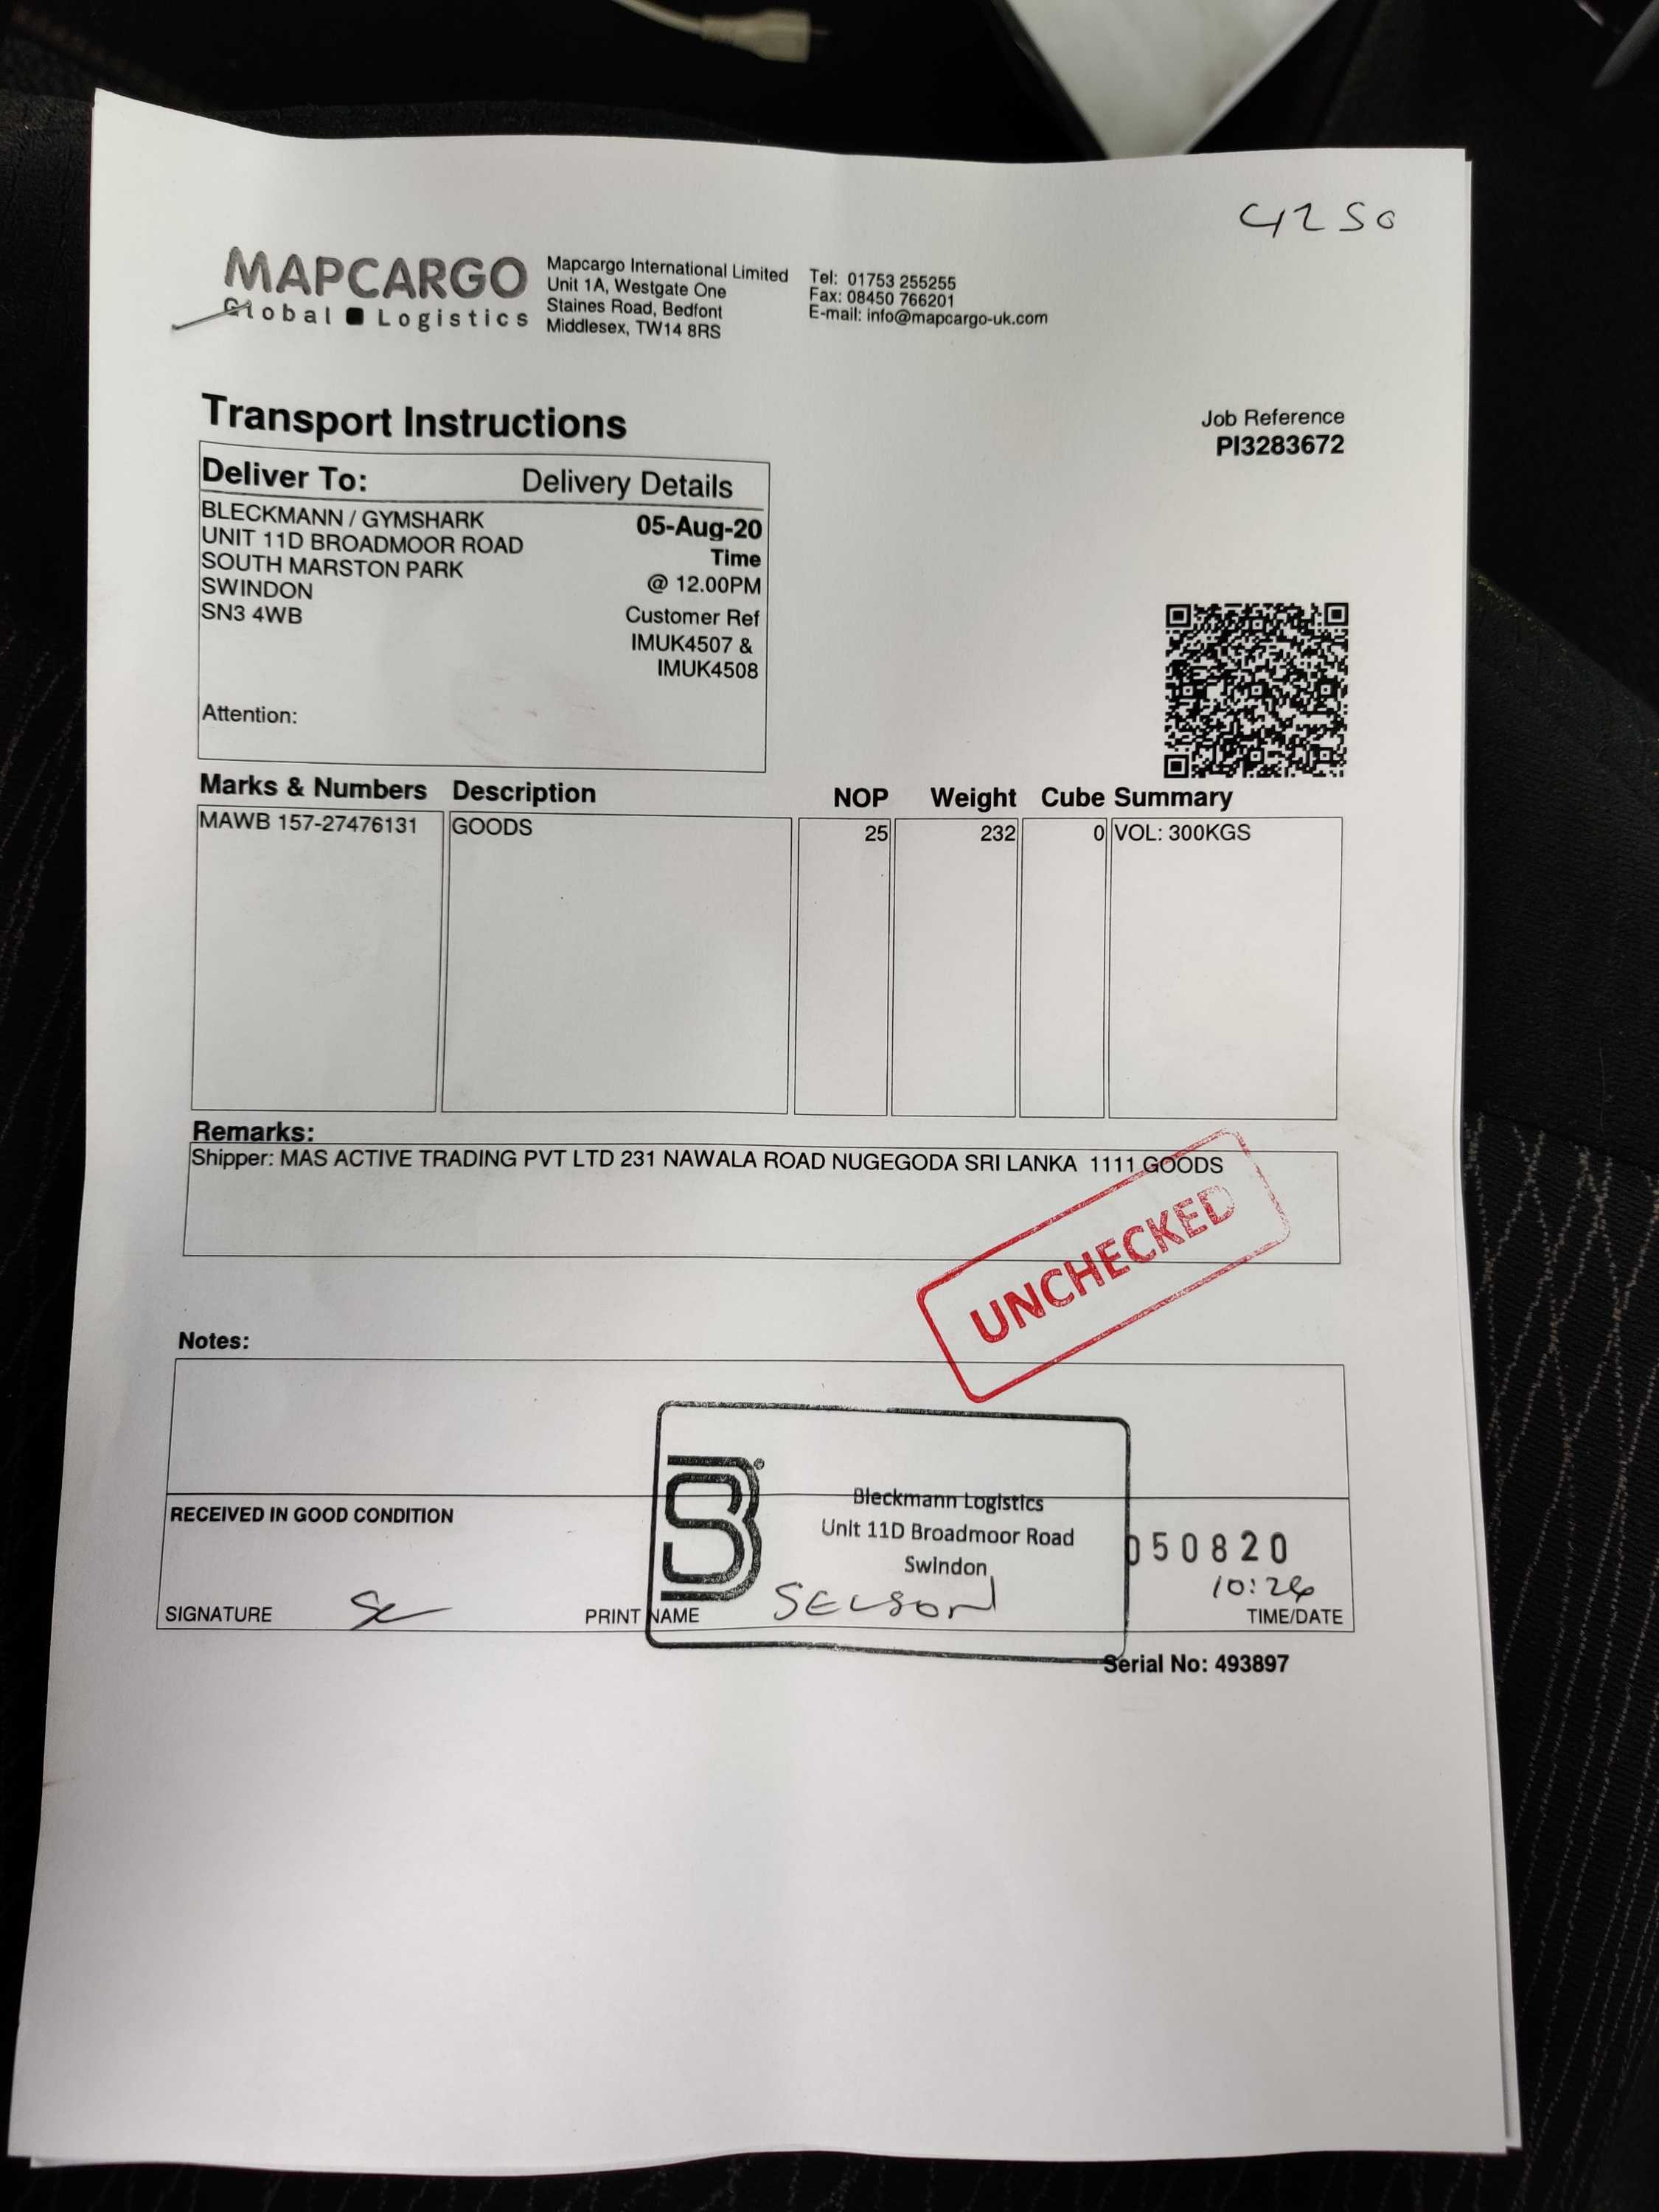 4250
MAPCARGO
Global Logistics
Mapcargo International Limited
Unit 1A, Westgate One
Staines Road, Bedfont
Middlesex, TW14 8RS
Tel: 01753 255255
Fax: 08450 766201
E-mail: info@mapcargo-uk.com
Transport Instructions
Job Reference
PI3283672
Deliver To: Delivery Details
BLECKMANN / GYMSHARK
UNIT 11D BROADMOOR ROAD
SOUTH MARSTON PARK
SWINDON
SN3 4WB
05-Aug-20
Time
@ 12.00PM
Customer Ref
IMUK4507 &
IMUK4508
Attention:
Marks & Numbers Description NOP Weight Cube Summary
MAWB 157-27476131 GOODS 25 232 0 VOL: 300KGS
Remarks:
Shipper: MAS ACTIVE TRADING PVT LTD 231 NAWALA ROAD NUGEGODA SRI LANKA 1111 GOODS
UNCHECKED
Notes:
RECEIVED IN GOOD CONDITION
Bleckmann Logistics
Unit 11D Broadmoor Road
Swindon
050820
SIGNATURE
PRINT NAME
SELSON
TIME/DATE
Serial No: 493897